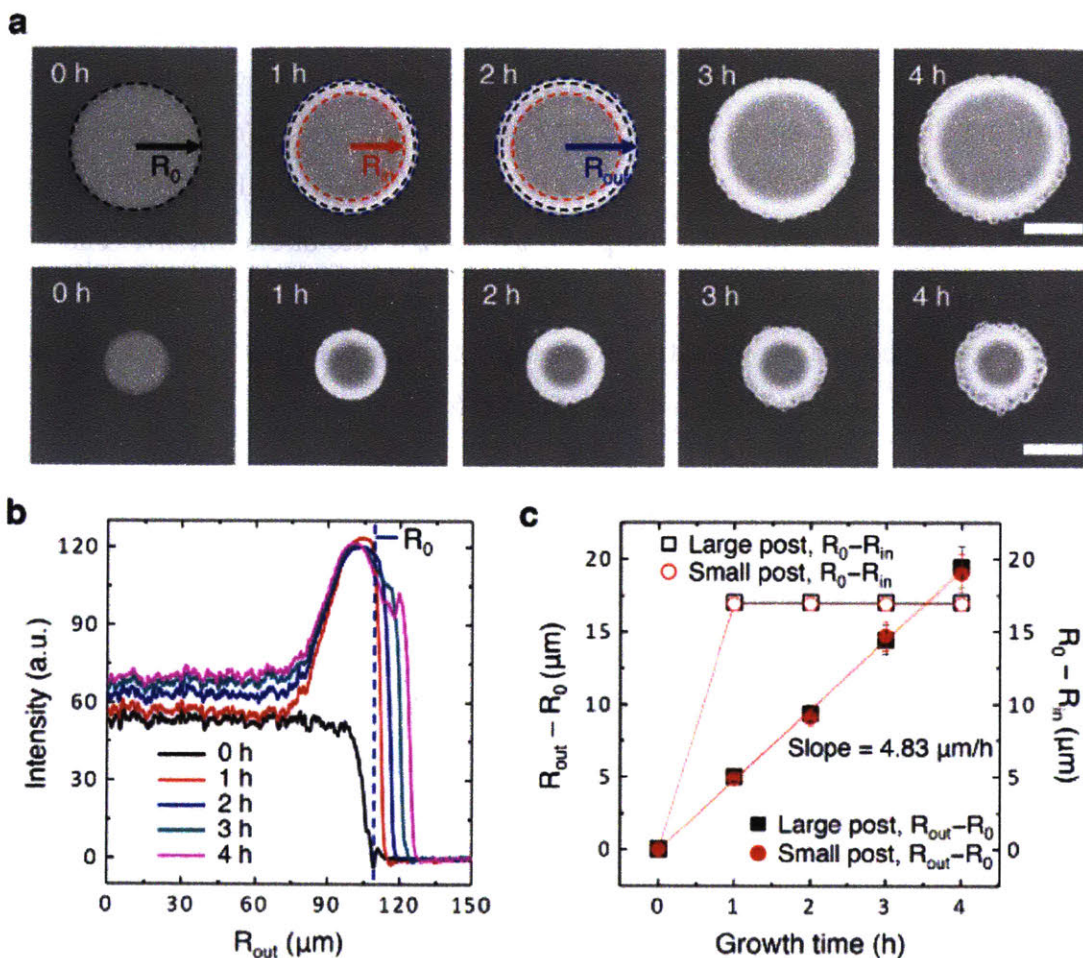 a
0 h
1 h
2 h
3 h
4 h
R0
Rin
Rout
0 h
1 h
2 h
3 h
4 h
b
120
90
60
30
0
Intensity (a.u.)
R0
0 h
1 h
2 h
3 h
4 h
0 30 60 90 120 150
Rout (µm)
c
20
15
10
5
0
Rout – R0 (µm)
Large post, R0–Rin
Small post, R0–Rin
Slope = 4.83 µm/h
Large post, Rout–R0
Small post, Rout–R0
20
15
10
5
0
R0 – Rin (µm)
0 1 2 3 4
Growth time (h)